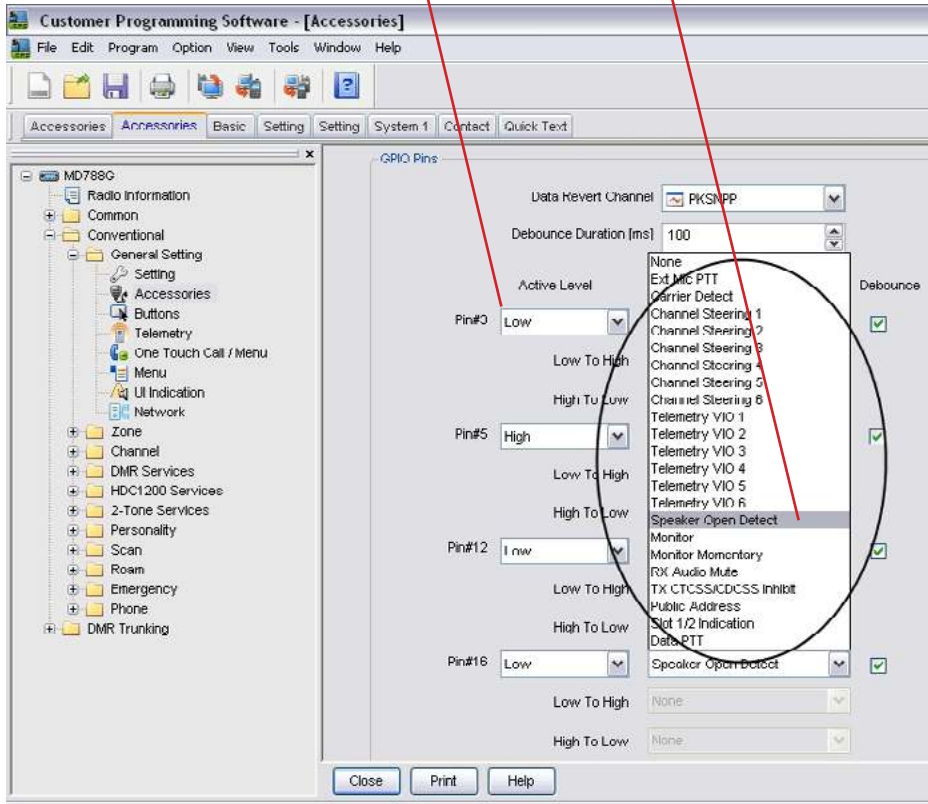 Customer Programming Software - [Accessories]
File Edit Program Option View Tools Window Help
Accessories Accessories Basic Setting Setting System 1 Contact Quick Text
MD788G
Radio Information
Common
Conventional
General Setting
Setting
Accessories
Buttons
Telemetry
One Touch Call / Menu
Menu
UI Indication
Network
Zone
Channel
DMR Services
HDC1200 Services
2-Tone Services
Personality
Scan
Roam
Emergency
Phone
DMR Trunking
GPIO Pins
Data Revert Channel PKSNPP
Debounce Duration [ms] 100
Active Level Debounce
Pin#3 Low
Low To High
High To Low
Pin#5 High
Low To High
High To Low
Pin#12 Low
Low To High
High To Low
None
Ext Mic PTT
Carrier Detect
Channel Steering 1
Channel Steering 2
Channel Steering 3
Channel Steering 4
Channel Steering 5
Channel Steering 6
Telemetry VIO 1
Telemetry VIO 2
Telemetry VIO 3
Telemetry VIO 4
Telemetry VIO 5
Telemetry VIO 6
Speaker Open Detect
Monitor
Monitor Momentary
RX Audio Mute
TX CTCSS/CDCSS Inhibit
Public Address
Slot 1/2 Indication
Data PTT
Pin#16 Low Speaker Open Detect
Low To High None
High To Low None
Close Print Help